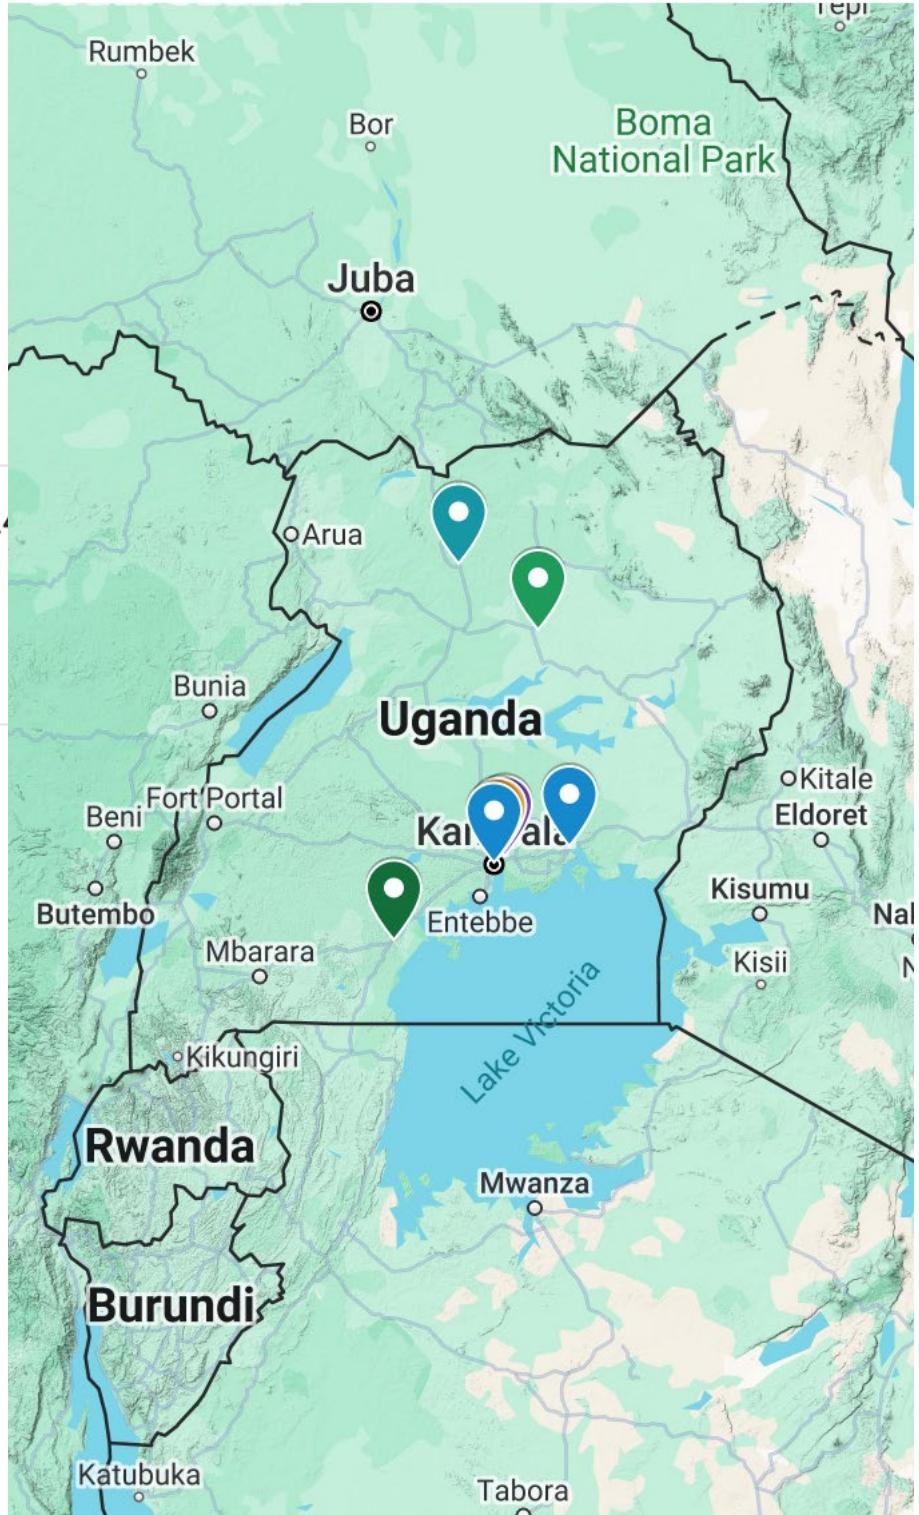 Rumbek
Bor
Boma
National Park
Juba
Arua
Bunia
Uganda
Fort Portal
Beni
Kitale
Eldoret
Butembo
Entebbe
Kisumu
Mbarara
Kisii
Lake Victoria
Kikungiri
Rwanda
Mwanza
Burundi
Katubuka
Tabora